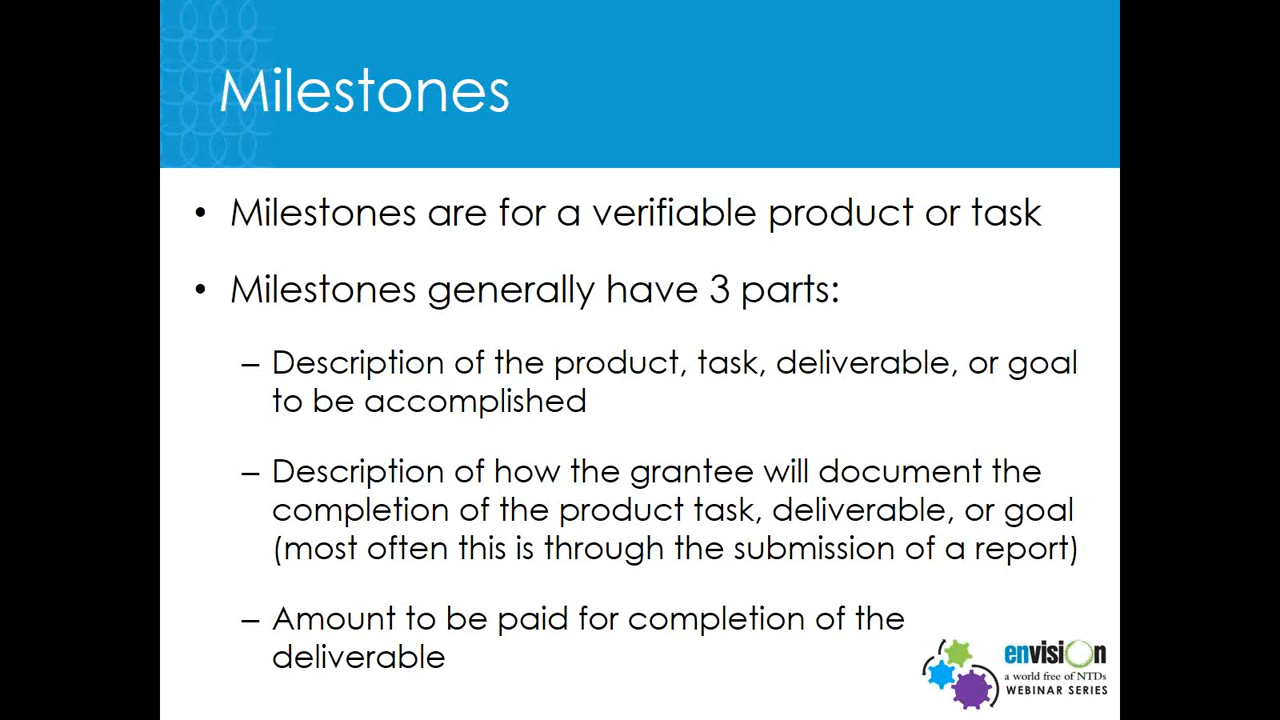 Milestones
• Milestones are for a verifiable product or task
• Milestones generally have 3 parts:
– Description of the product, task, deliverable, or goal
to be accomplished
– Description of how the grantee will document the
completion of the product task, deliverable, or goal
(most often this is through the submission of a report)
– Amount to be paid for completion of the
deliverable
envision
a world free of NTDs
WEBINAR SERIES